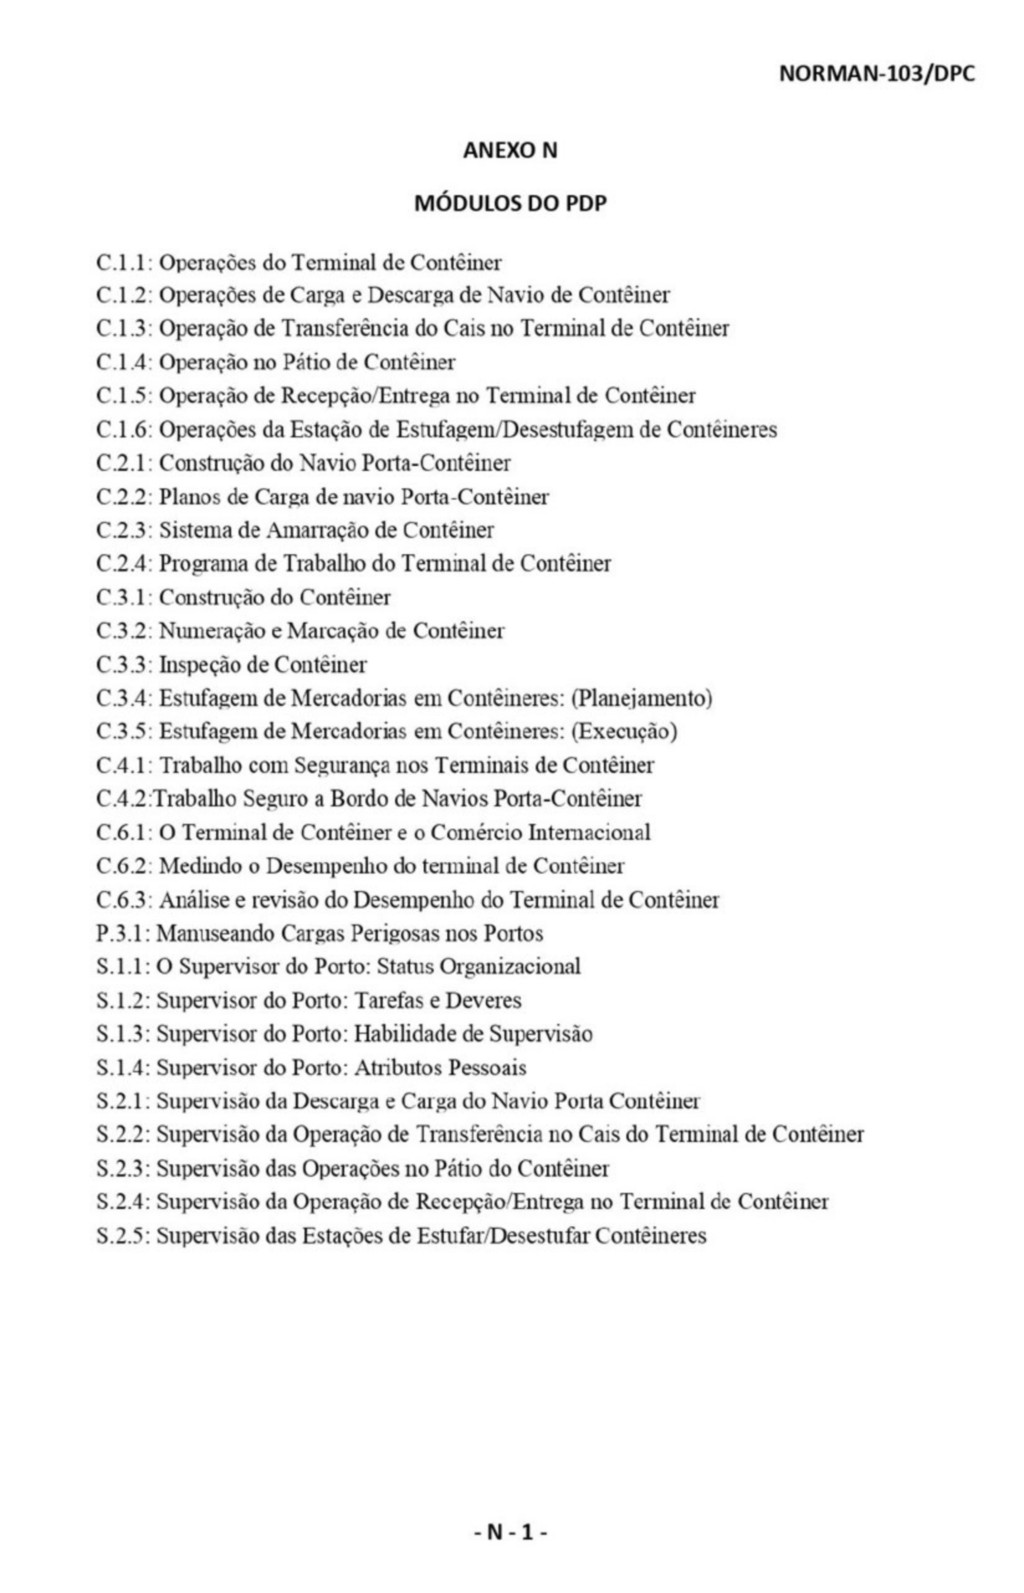 NORMAN-103/DPC
ANEXO N
MÓDULOS DO PDP
C.1.1: Operações do Terminal de Contêiner
C.1.2: Operações de Carga e Descarga de Navio de Contêiner
C.1.3: Operação de Transferência do Cais no Terminal de Contêiner
C.1.4: Operação no Pátio de Contêiner
C.1.5: Operação de Recepção/Entrega no Terminal de Contêiner
C.1.6: Operações da Estação de Estufagem/Desestufagem de Contêineres
C.2.1: Construção do Navio Porta-Contêiner
C.2.2: Planos de Carga de navio Porta-Contêiner
C.2.3: Sistema de Amarração de Contêiner
C.2.4: Programa de Trabalho do Terminal de Contêiner
C.3.1: Construção do Contêiner
C.3.2: Numeração e Marcação de Contêiner
C.3.3: Inspeção de Contêiner
C.3.4: Estufagem de Mercadorias em Contêineres: (Planejamento)
C.3.5: Estufagem de Mercadorias em Contêineres: (Execução)
C.4.1: Trabalho com Segurança nos Terminais de Contêiner
C.4.2:Trabalho Seguro a Bordo de Navios Porta-Contêiner
C.6.1: O Terminal de Contêiner e o Comércio Internacional
C.6.2: Medindo o Desempenho do terminal de Contêiner
C.6.3: Análise e revisão do Desempenho do Terminal de Contêiner
P.3.1: Manuseando Cargas Perigosas nos Portos
S.1.1: O Supervisor do Porto: Status Organizacional
S.1.2: Supervisor do Porto: Tarefas e Deveres
S.1.3: Supervisor do Porto: Habilidade de Supervisão
S.1.4: Supervisor do Porto: Atributos Pessoais
S.2.1: Supervisão da Descarga e Carga do Navio Porta Contêiner
S.2.2: Supervisão da Operação de Transferência no Cais do Terminal de Contêiner
S.2.3: Supervisão das Operações no Pátio do Contêiner
S.2.4: Supervisão da Operação de Recepção/Entrega no Terminal de Contêiner
S.2.5: Supervisão das Estações de Estufar/Desestufar Contêineres
- N - 1 -